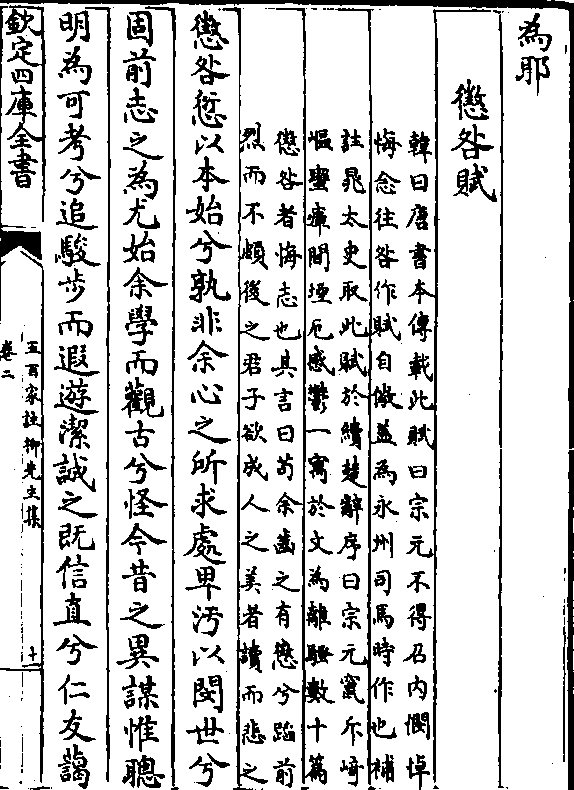 為耶
懲咎賦
韓曰唐書本傳載此賦曰宗元不得召内憫悼
悔念往咎作賦自儆蓋為永州司馬時作也補
註晁太史取此賦於續楚辭序曰宗元竄斥崎
嶇蠻瘴間堙厄感鬱一寓於文為離騷數十篇
懲咎者悔志也其言曰苟余齒之有懲兮蹈前
烈而不頗後之君子欲成人之美者讀而悲之
懲咎愆以本始兮孰非余心之所求處卑汚以閔世兮
固前志之為尤始余學而觀古兮怪今昔之異謀惟聰
明為可考兮追駿步而遐遊潔誠之既信直兮仁友藹
欽定四庫全書
五百家註柳先生集
卷二
十